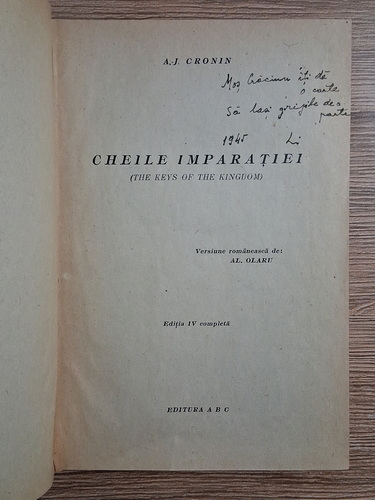 A. J. CRONIN
Moș Crăciun îți dă
o carte
Să lași grijile deo
parte
1945
CHEILE IMPARAȚIEI
(THE KEYS OF THE KINGDOM)
Versiune românească de:
AL. OLARU
Ediția IV completă
EDITURA A B C